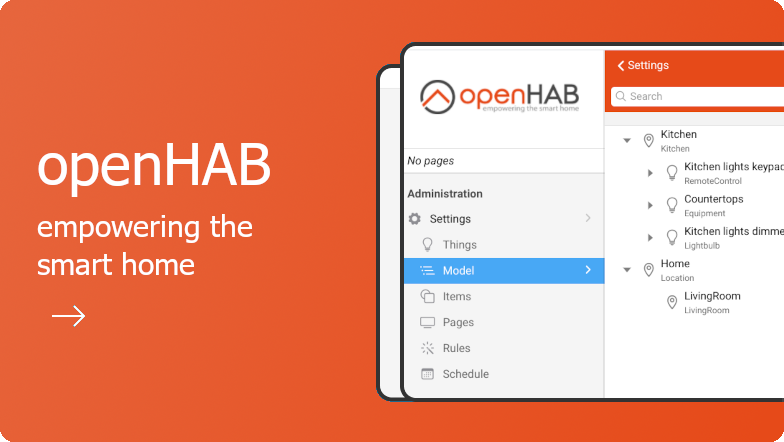 openHAB
empowering the
smart home
openHAB
empowering the smart home
No pages
Administration
Settings
Things
Model
Items
Pages
Rules
Schedule
Settings
Search
Kitchen
Kitchen
Kitchen lights keypad
RemoteControl
Countertops
Equipment
Kitchen lights dimme
Lightbulb
Home
Location
LivingRoom
LivingRoom